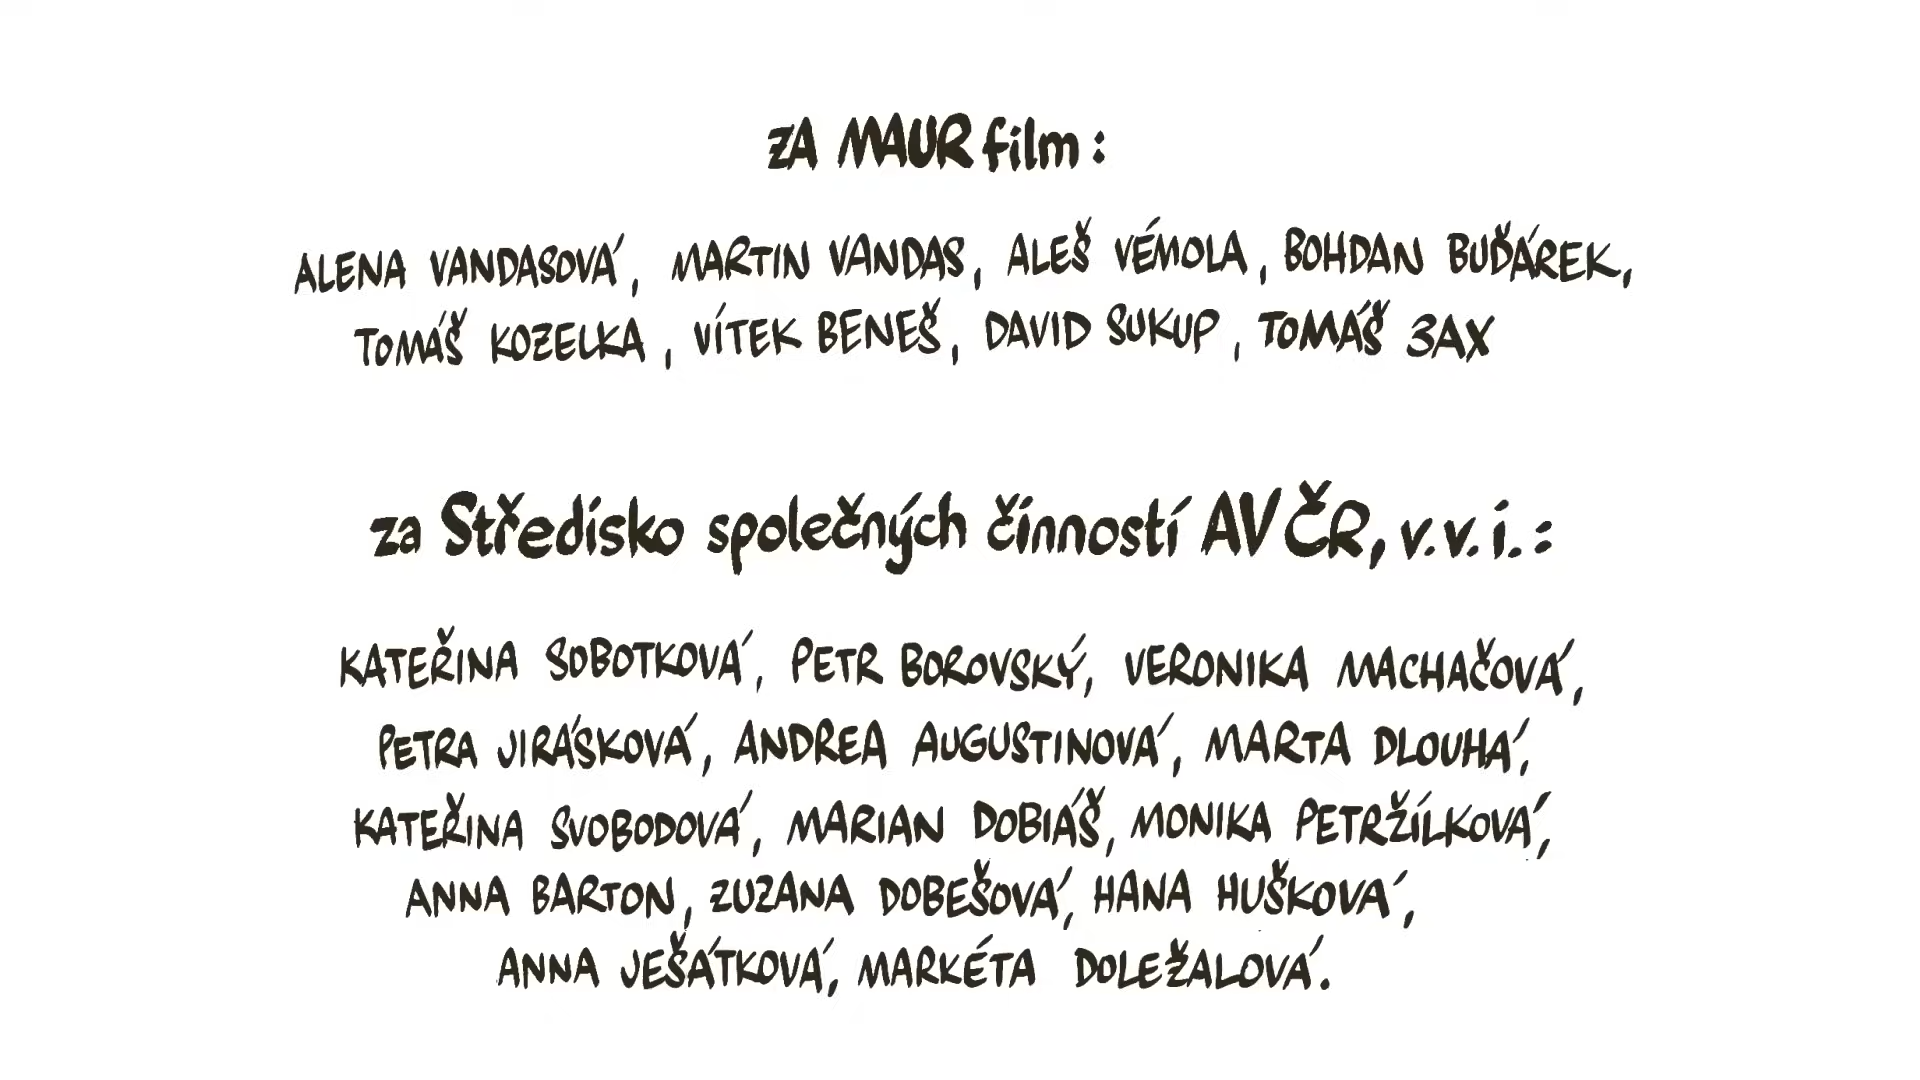 ZA MAUR film:
ALENA VANDASOVÁ, MARTIN VANDAS, ALEŠ VÉMOLA, BOHDAN BUĎÁREK,
TOMÁŠ KOZELKA, VÍTEK BENEŠ, DAVID SUKUP, TOMÁŠ 3AX
za Středisko společných činností AV ČR, v.v.i.:
KATEŘINA SOBOTKOVÁ, PETR BOROVSKÝ, VERONIKA MACHAČOVÁ,
PETRA JIRÁSKOVÁ, ANDREA AUGUSTINOVÁ, MARTA DLOUHÁ,
KATEŘINA SVOBODOVÁ, MARIAN DOBIÁŠ, MONIKA PETRŽÍLKOVÁ,
ANNA BARTON, ZUZANA DOBEŠOVÁ, HANA HUŠKOVÁ,
ANNA JEŠÁTKOVÁ, MARKÉTA DOLEŽALOVÁ.